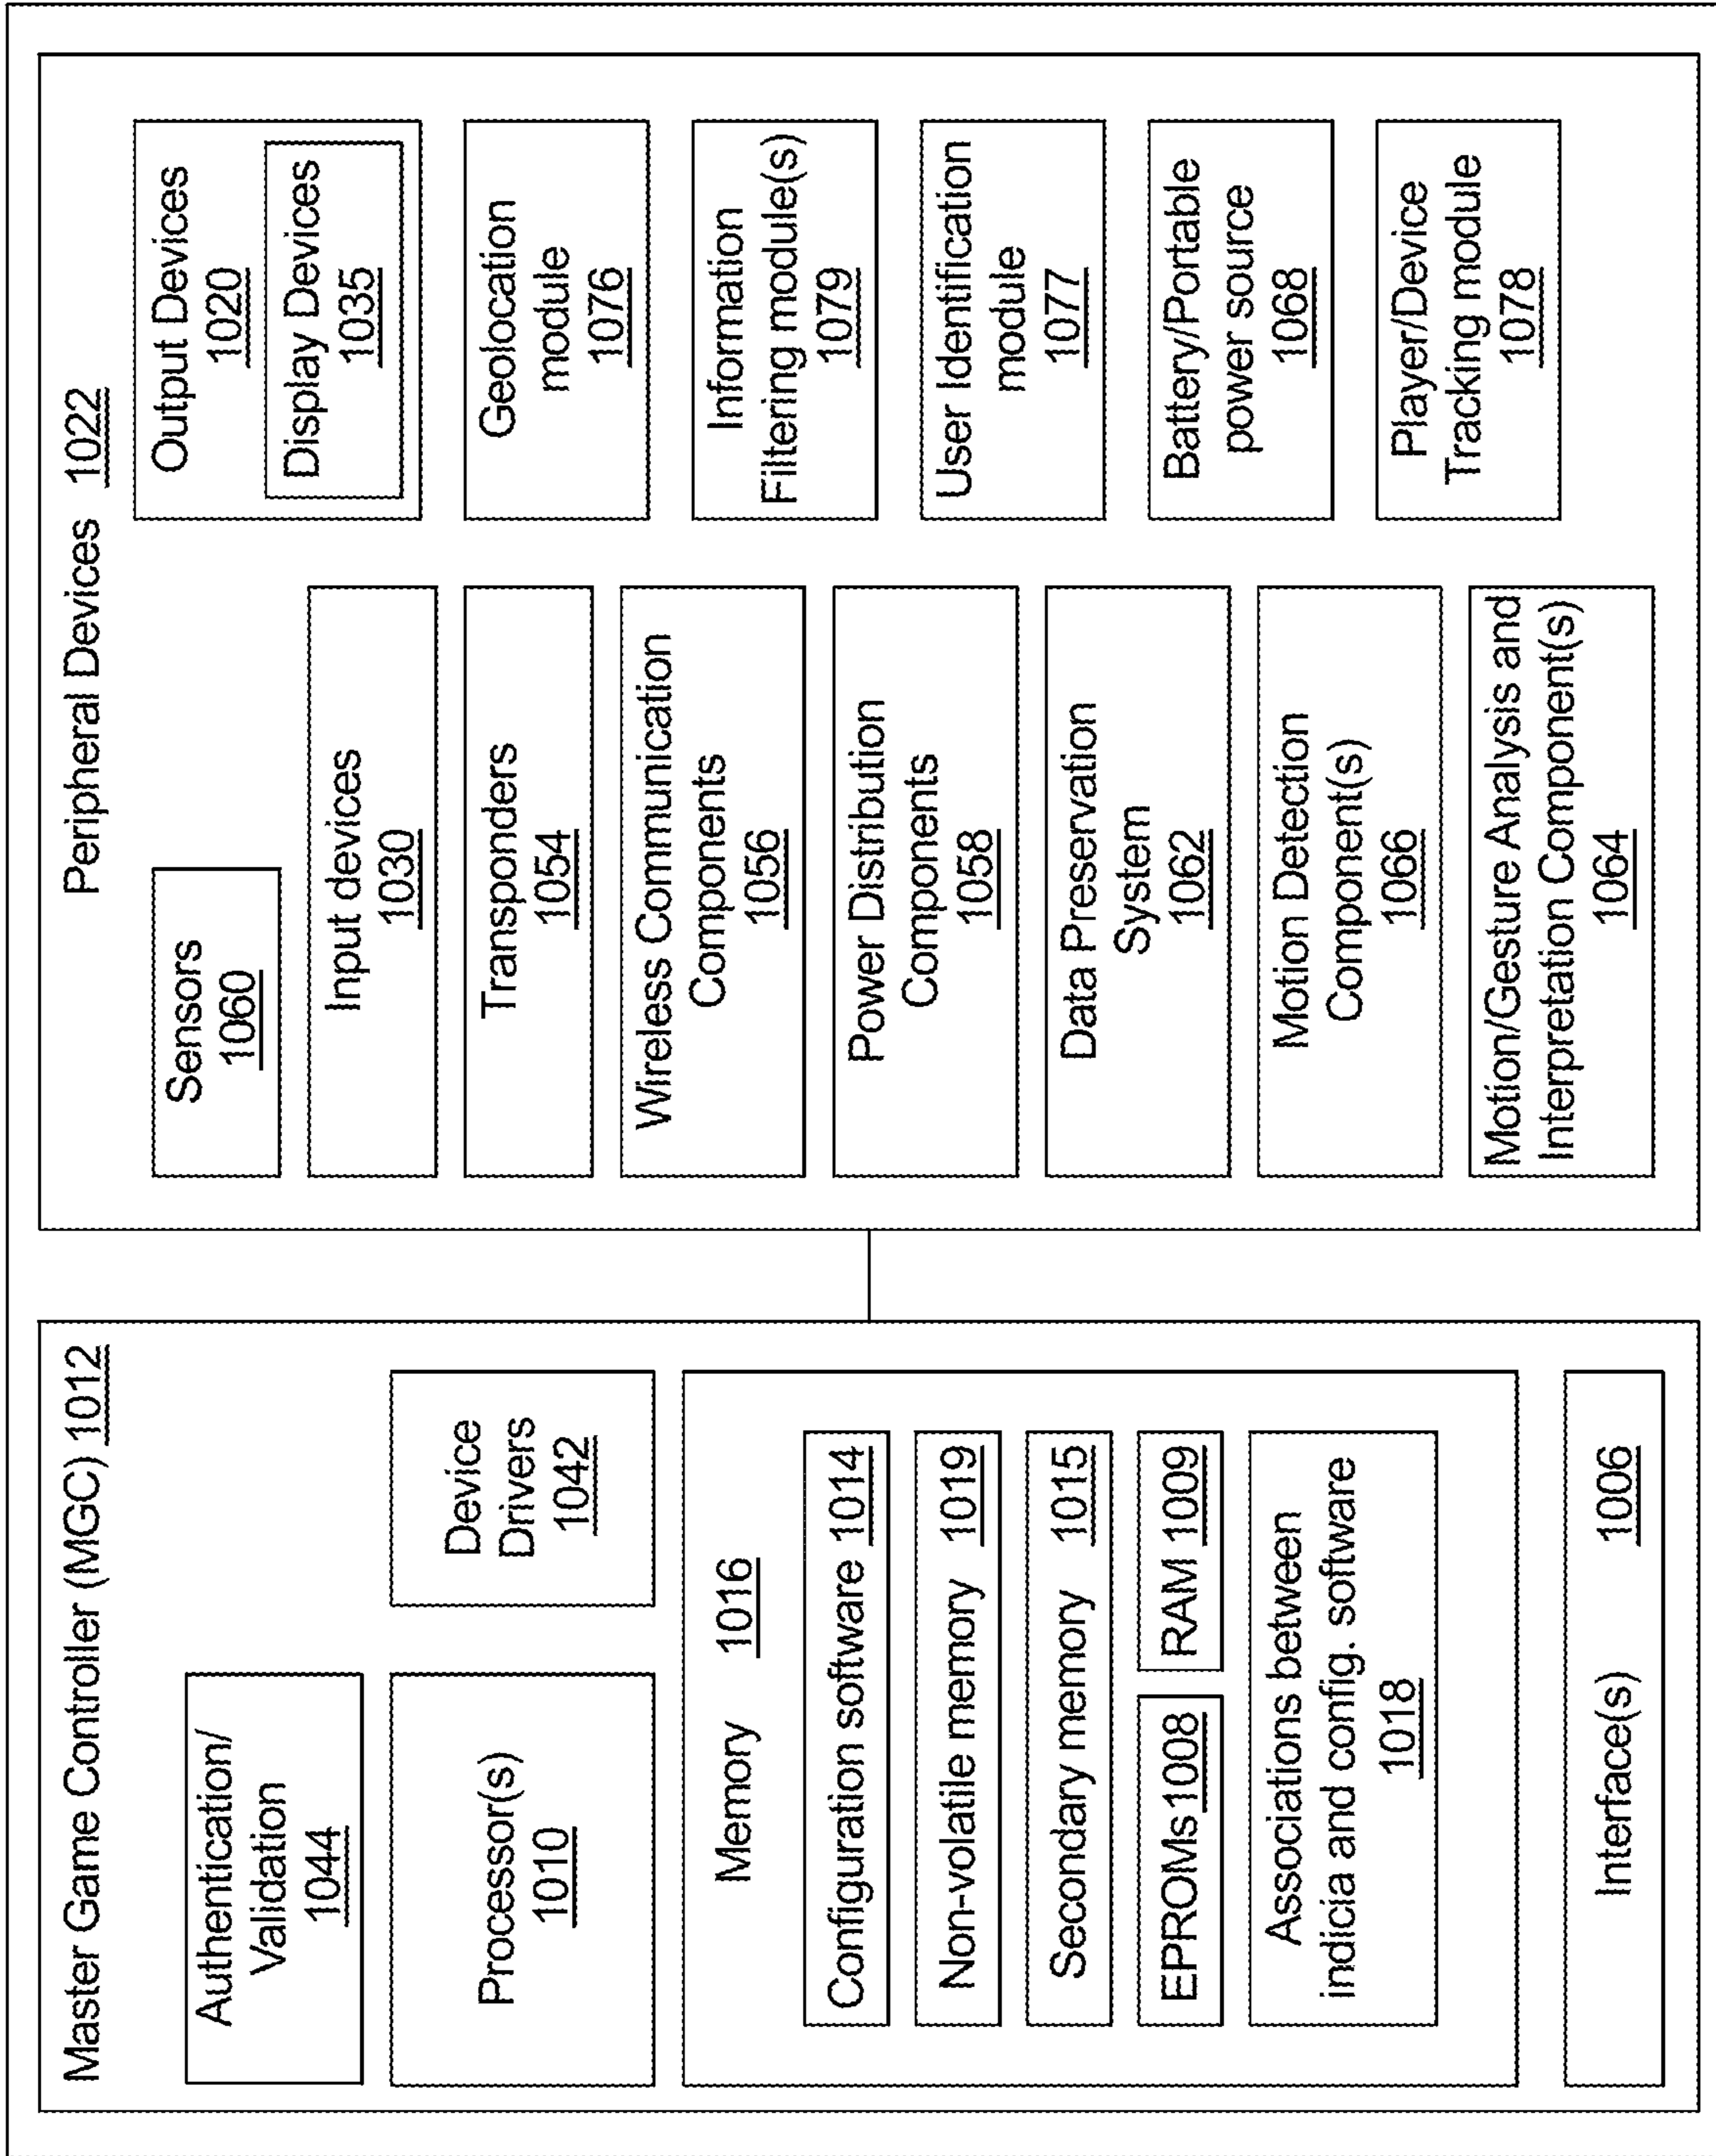 Master Game Controller (MGC) 1012
Authentication/
Validation
1044
Processor(s)
1010
Device
Drivers
1042
Memory 1016
Configuration software 1014
Non-volatile memory 1019
Secondary memory 1015
EPROMs 1008
RAM 1009
Associations between
indicia and config. software
1018
Interface(s) 1006
Peripheral Devices 1022
Sensors
1060
Input devices
1030
Transponders
1054
Wireless Communication
Components
1056
Power Distribution
Components
1058
Data Preservation
System
1062
Motion Detection
Component(s)
1066
Motion/Gesture Analysis and
Interpretation Component(s)
1064
Output Devices
1020
Display Devices
1035
Geolocation
module
1076
Information
Filtering module(s)
1079
User Identification
module
1077
Battery/Portable
power source
1068
Player/Device
Tracking module
1078